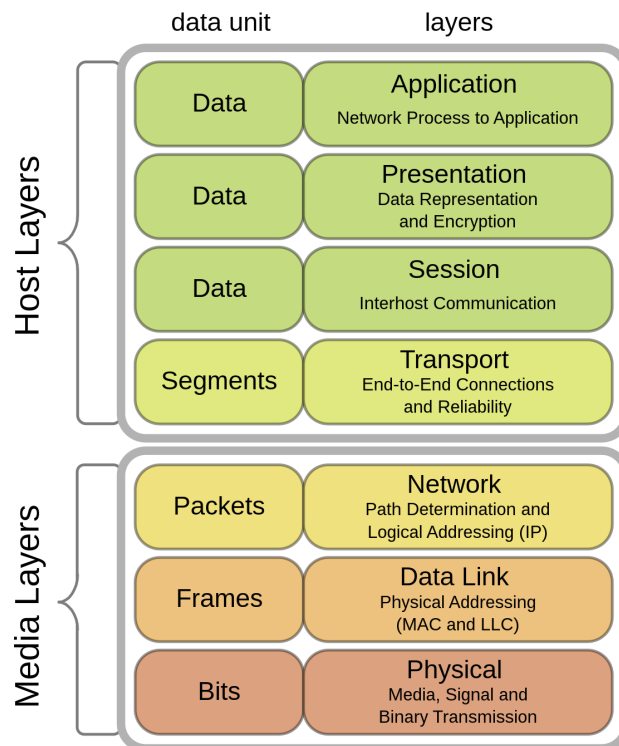 data unit layers
Host Layers
Data
Application
Network Process to Application
Data
Presentation
Data Representation
and Encryption
Data
Session
Interhost Communication
Segments
Transport
End-to-End Connections
and Reliability
Media Layers
Packets
Network
Path Determination and
Logical Addressing (IP)
Frames
Data Link
Physical Addressing
(MAC and LLC)
Bits
Physical
Media, Signal and
Binary Transmission